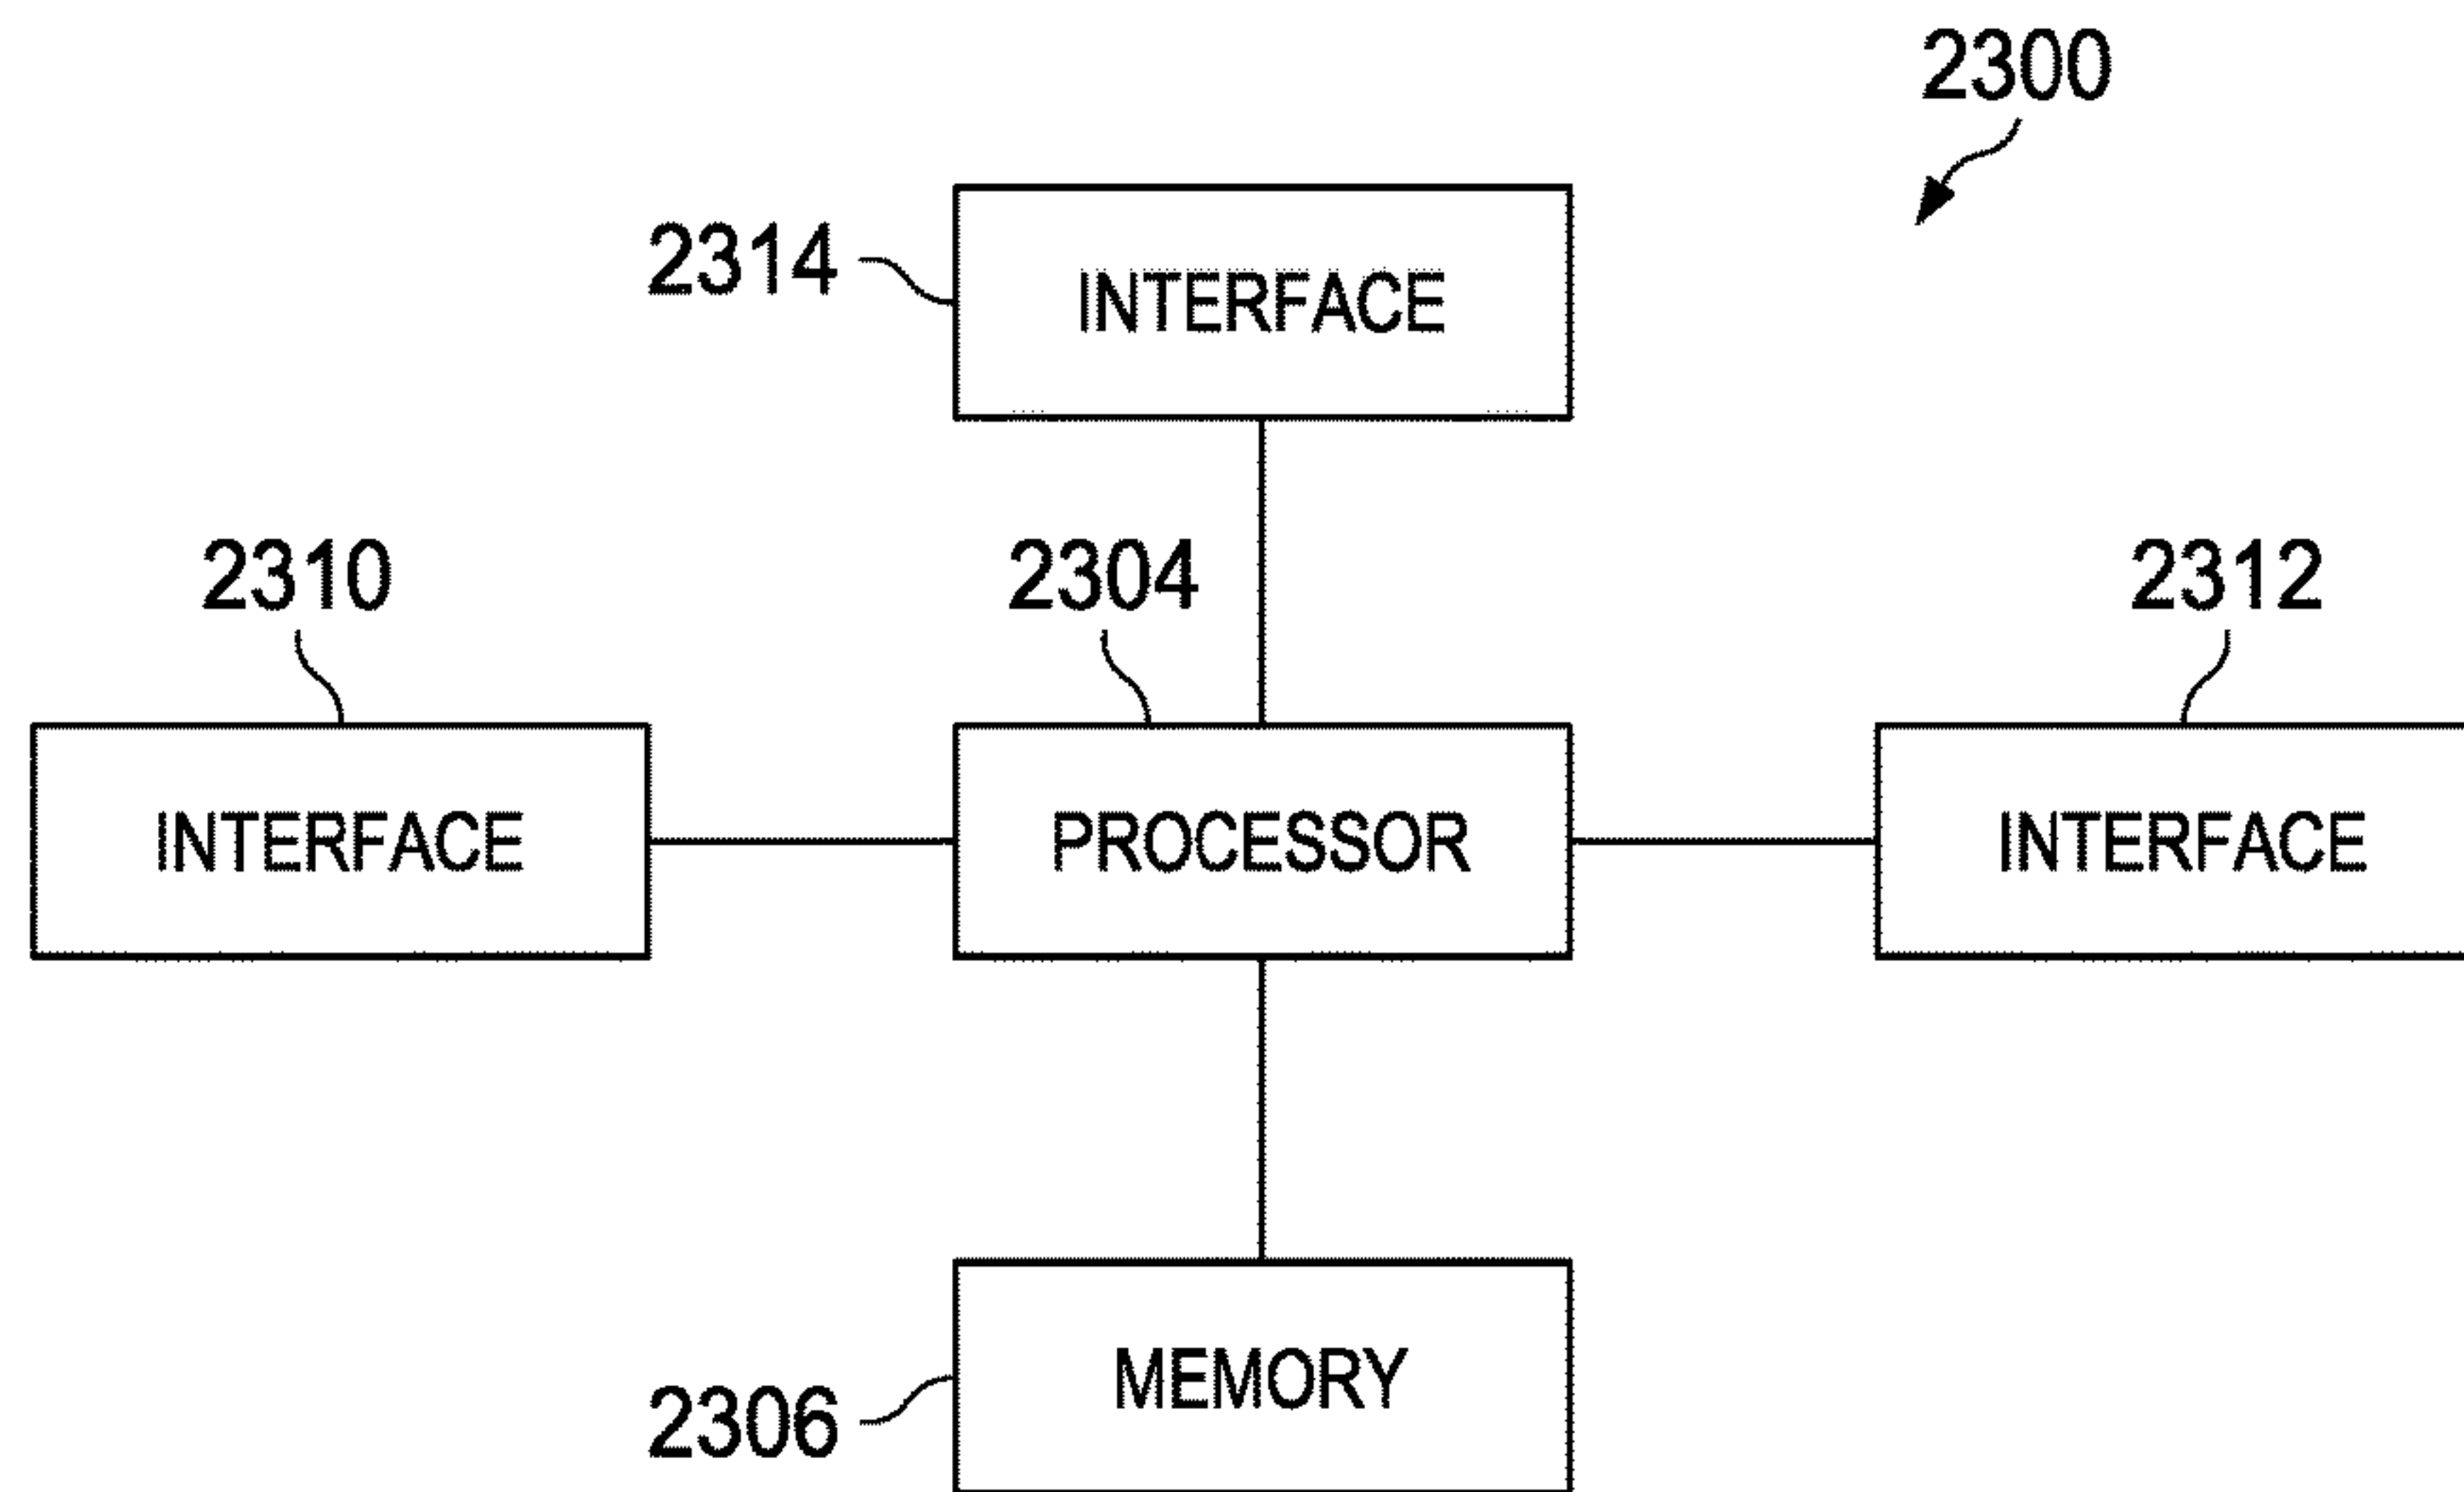 2300
2314
INTERFACE
2310
2304
2312
INTERFACE
PROCESSOR
INTERFACE
MEMORY
2306